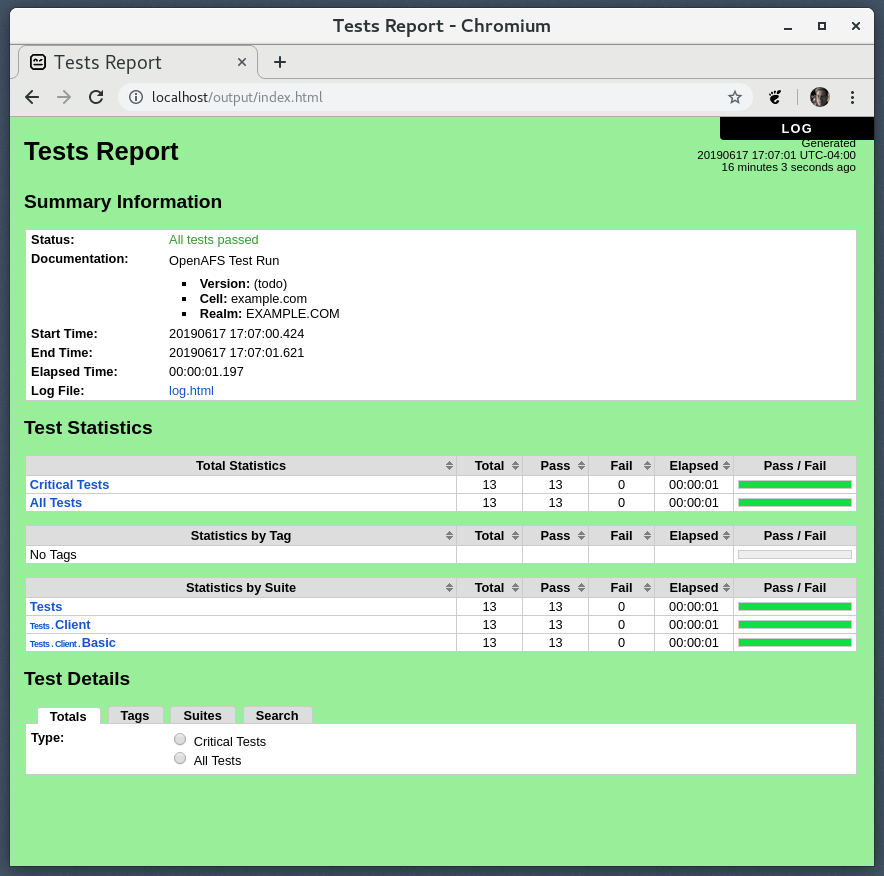 Tests Report - Chromium
Tests Report
localhost/output/index.html
LOG
Tests Report
Generated
20190617 17:07:01 UTC-04:00
16 minutes 3 seconds ago
Summary Information
Status: All tests passed
Documentation: OpenAFS Test Run
Version: (todo)
Cell: example.com
Realm: EXAMPLE.COM
Start Time: 20190617 17:07:00.424
End Time: 20190617 17:07:01.621
Elapsed Time: 00:00:01.197
Log File: log.html
Test Statistics
Total Statistics Total Pass Fail Elapsed Pass / Fail
Critical Tests 13 13 0 00:00:01
All Tests 13 13 0 00:00:01
Statistics by Tag Total Pass Fail Elapsed Pass / Fail
No Tags
Statistics by Suite Total Pass Fail Elapsed Pass / Fail
Tests 13 13 0 00:00:01
Tests . Client 13 13 0 00:00:01
Tests . Client . Basic 13 13 0 00:00:01
Test Details
Totals Tags Suites Search
Type: Critical Tests
All Tests